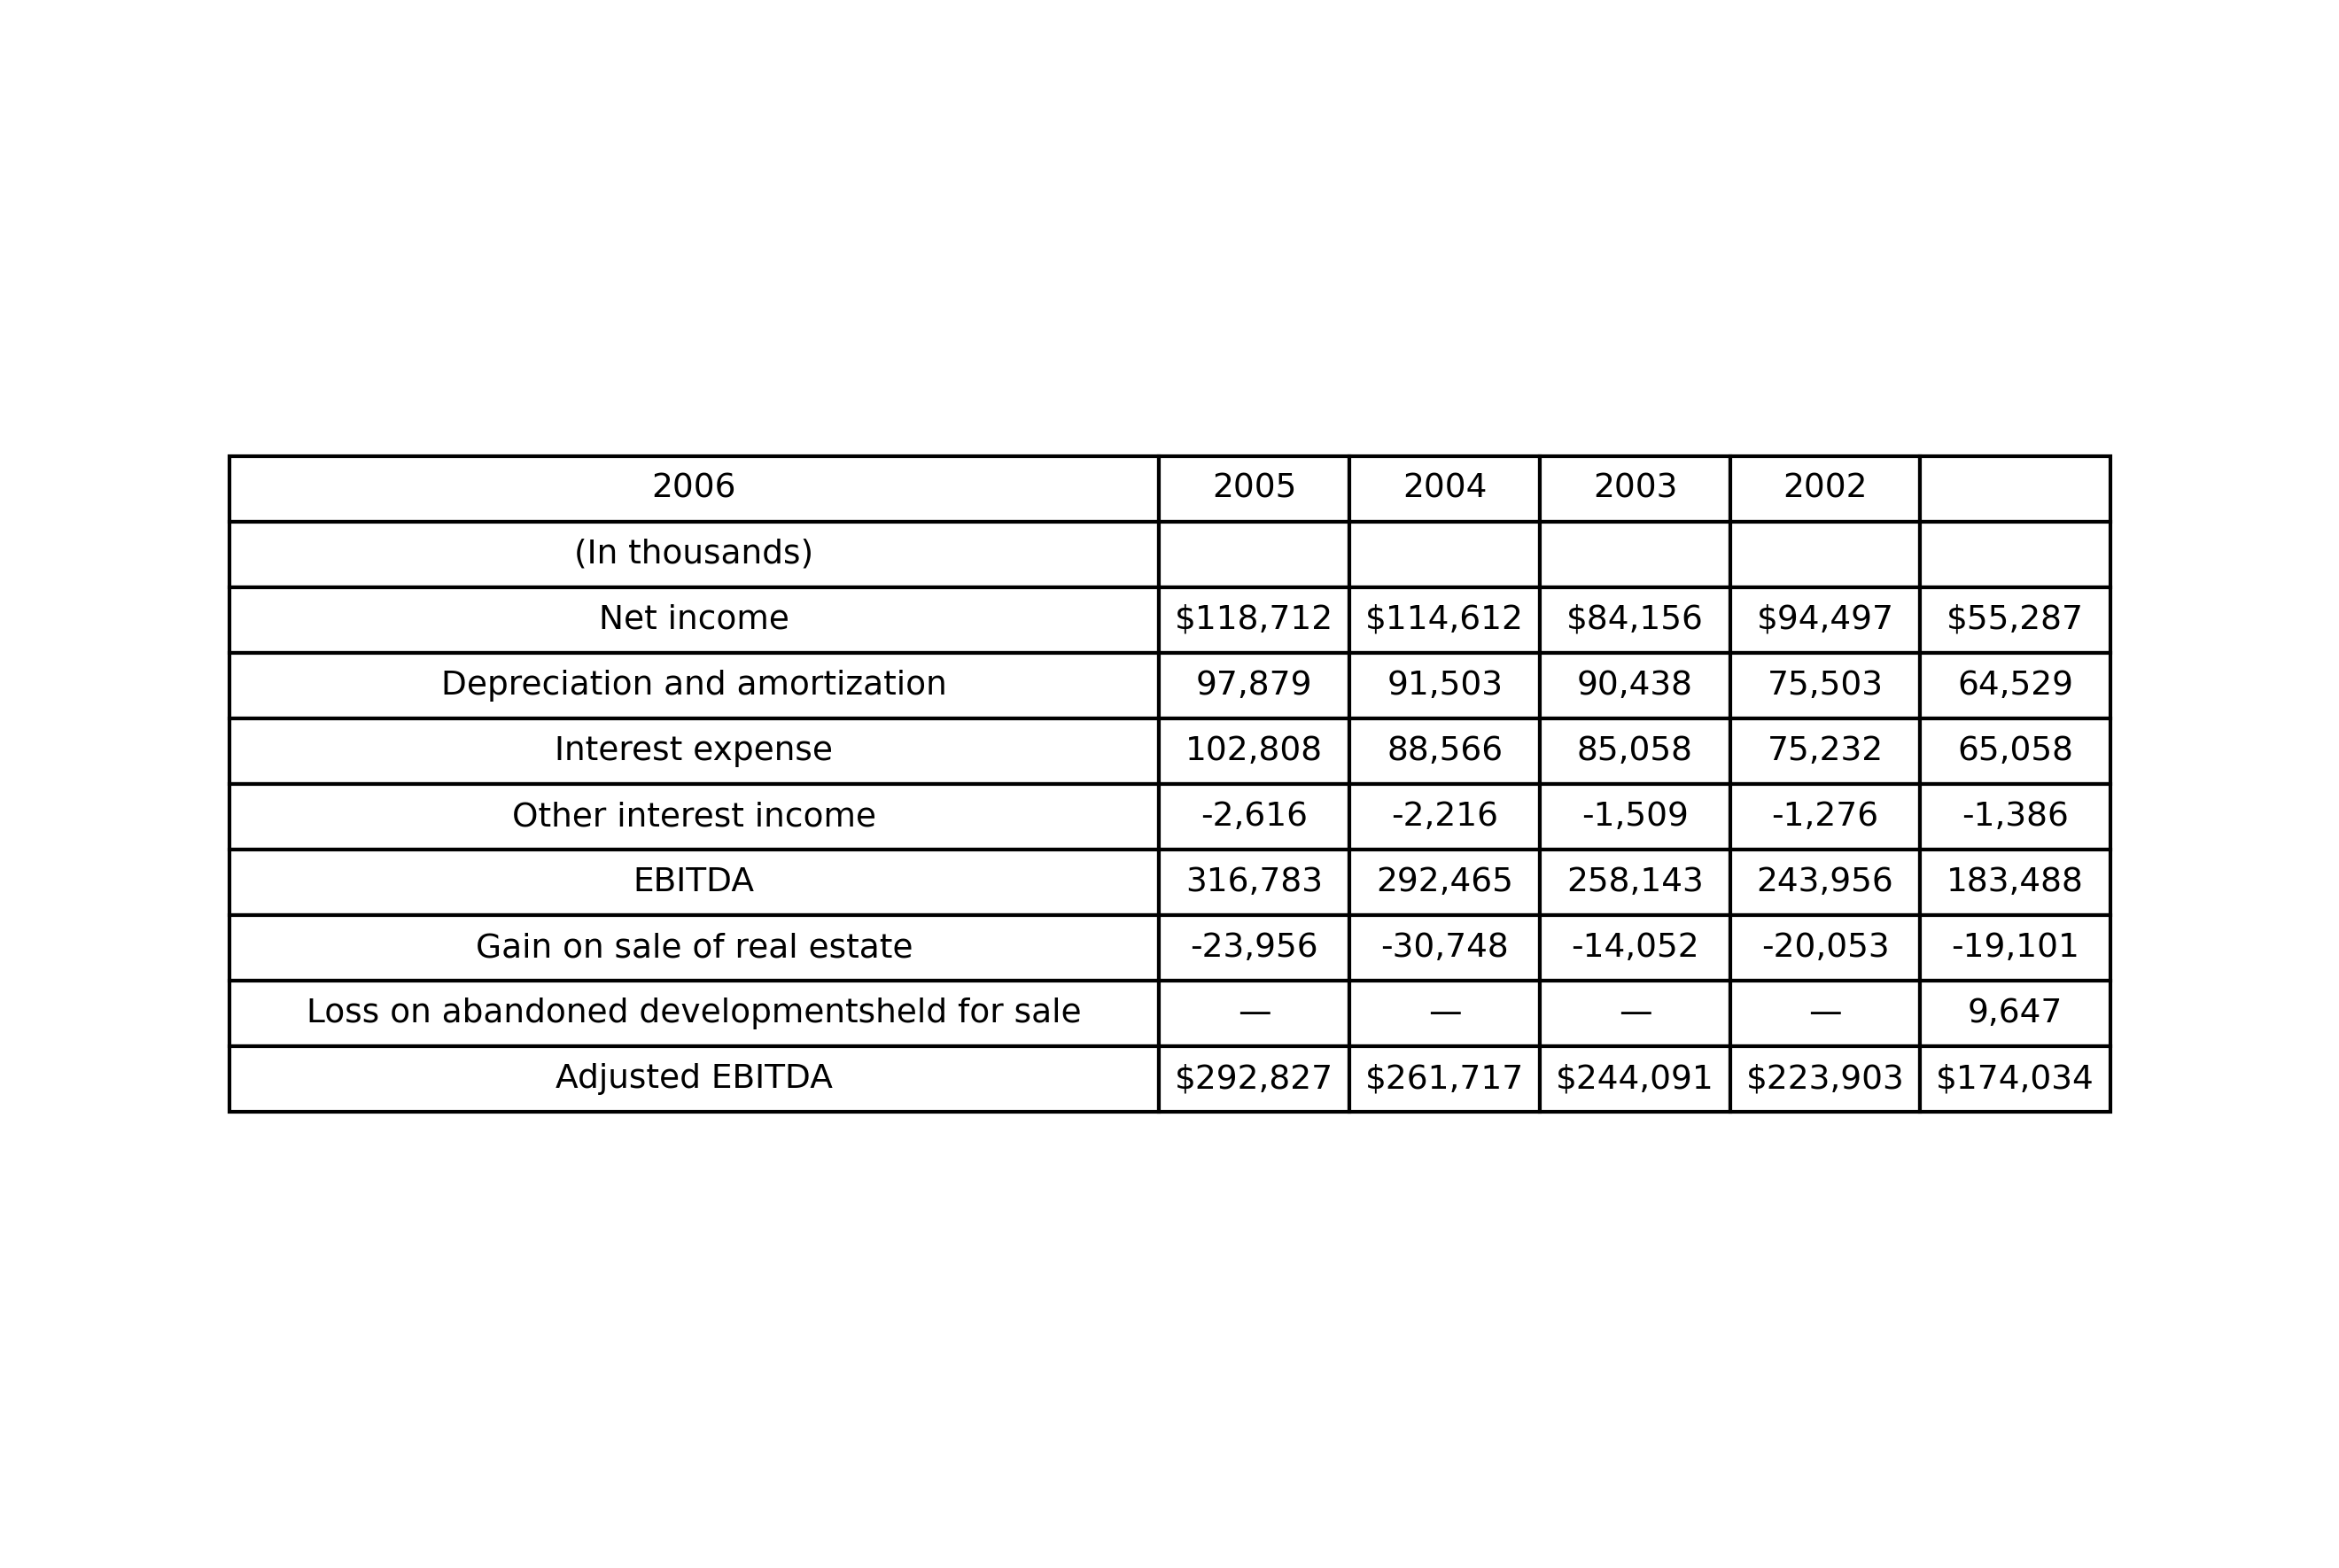 2006 2005 2004 2003 2002
(In thousands)
Net income $118,712 $114,612 $84,156 $94,497 $55,287
Depreciation and amortization 97,879 91,503 90,438 75,503 64,529
Interest expense 102,808 88,566 85,058 75,232 65,058
Other interest income -2,616 -2,216 -1,509 -1,276 -1,386
EBITDA 316,783 292,465 258,143 243,956 183,488
Gain on sale of real estate -23,956 -30,748 -14,052 -20,053 -19,101
Loss on abandoned developmentsheld for sale — — — — 9,647
Adjusted EBITDA $292,827 $261,717 $244,091 $223,903 $174,034